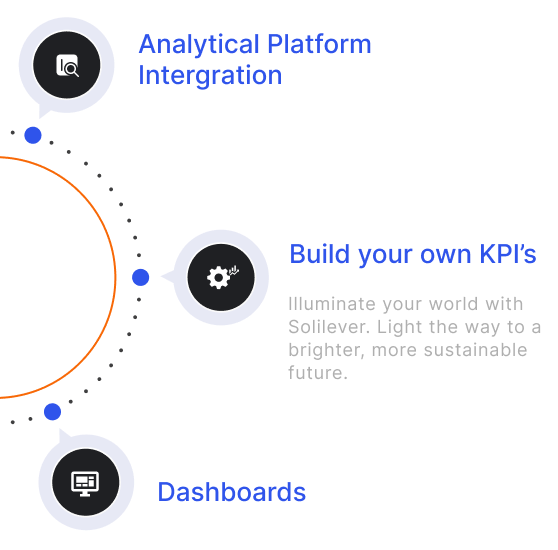 Analytical Platform
Intergration
Build your own KPI's
Illuminate your world with
Solilever. Light the way to a
brighter, more sustainable
future.
Dashboards